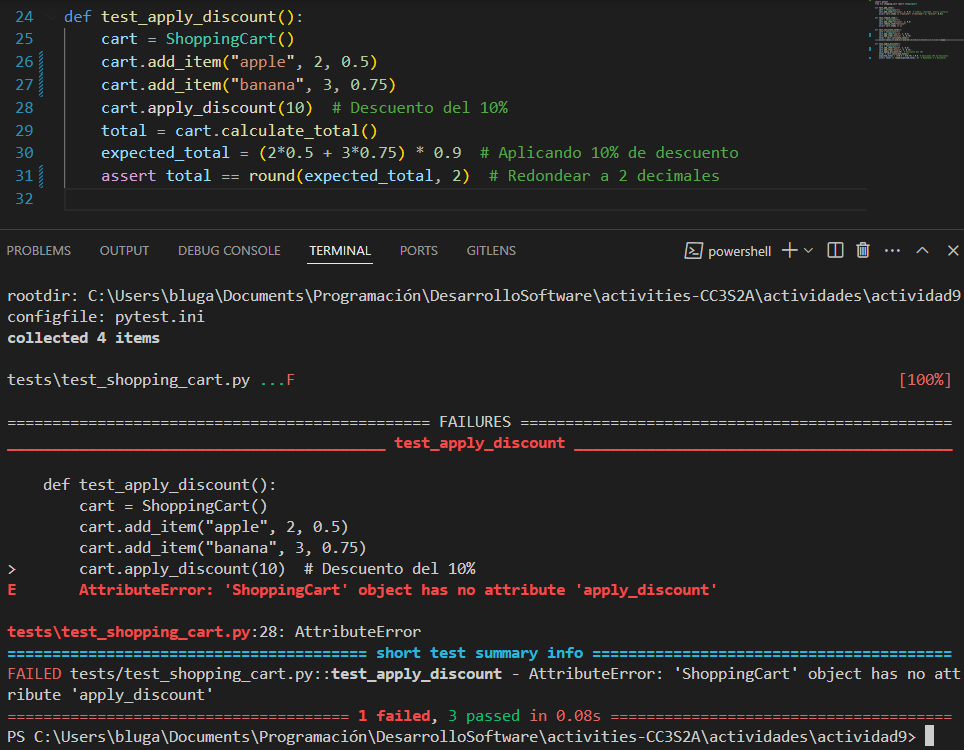 24 def test_apply_discount():
25     cart = ShoppingCart()
26     cart.add_item("apple", 2, 0.5)
27     cart.add_item("banana", 3, 0.75)
28     cart.apply_discount(10)  # Descuento del 10%
29     total = cart.calculate_total()
30     expected_total = (2*0.5 + 3*0.75) * 0.9  # Aplicando 10% de descuento
31     assert total == round(expected_total, 2)  # Redondear a 2 decimales
32
PROBLEMS OUTPUT DEBUG CONSOLE TERMINAL PORTS GITLENS powershell
rootdir: C:\Users\bluga\Documents\Programación\DesarrolloSoftware\activities-CC3S2A\actividades\actividad9
configfile: pytest.ini
collected 4 items
tests\test_shopping_cart.py ...F [100%]
=============================================== FAILURES ================================================
__________________________________________ test_apply_discount __________________________________________
    def test_apply_discount():
        cart = ShoppingCart()
        cart.add_item("apple", 2, 0.5)
        cart.add_item("banana", 3, 0.75)
>       cart.apply_discount(10)  # Descuento del 10%
E       AttributeError: 'ShoppingCart' object has no attribute 'apply_discount'
tests\test_shopping_cart.py:28: AttributeError
======================================== short test summary info ========================================
FAILED tests/test_shopping_cart.py::test_apply_discount - AttributeError: 'ShoppingCart' object has no att
ribute 'apply_discount'
====================================== 1 failed, 3 passed in 0.08s ======================================
PS C:\Users\bluga\Documents\Programación\DesarrolloSoftware\activities-CC3S2A\actividades\actividad9>